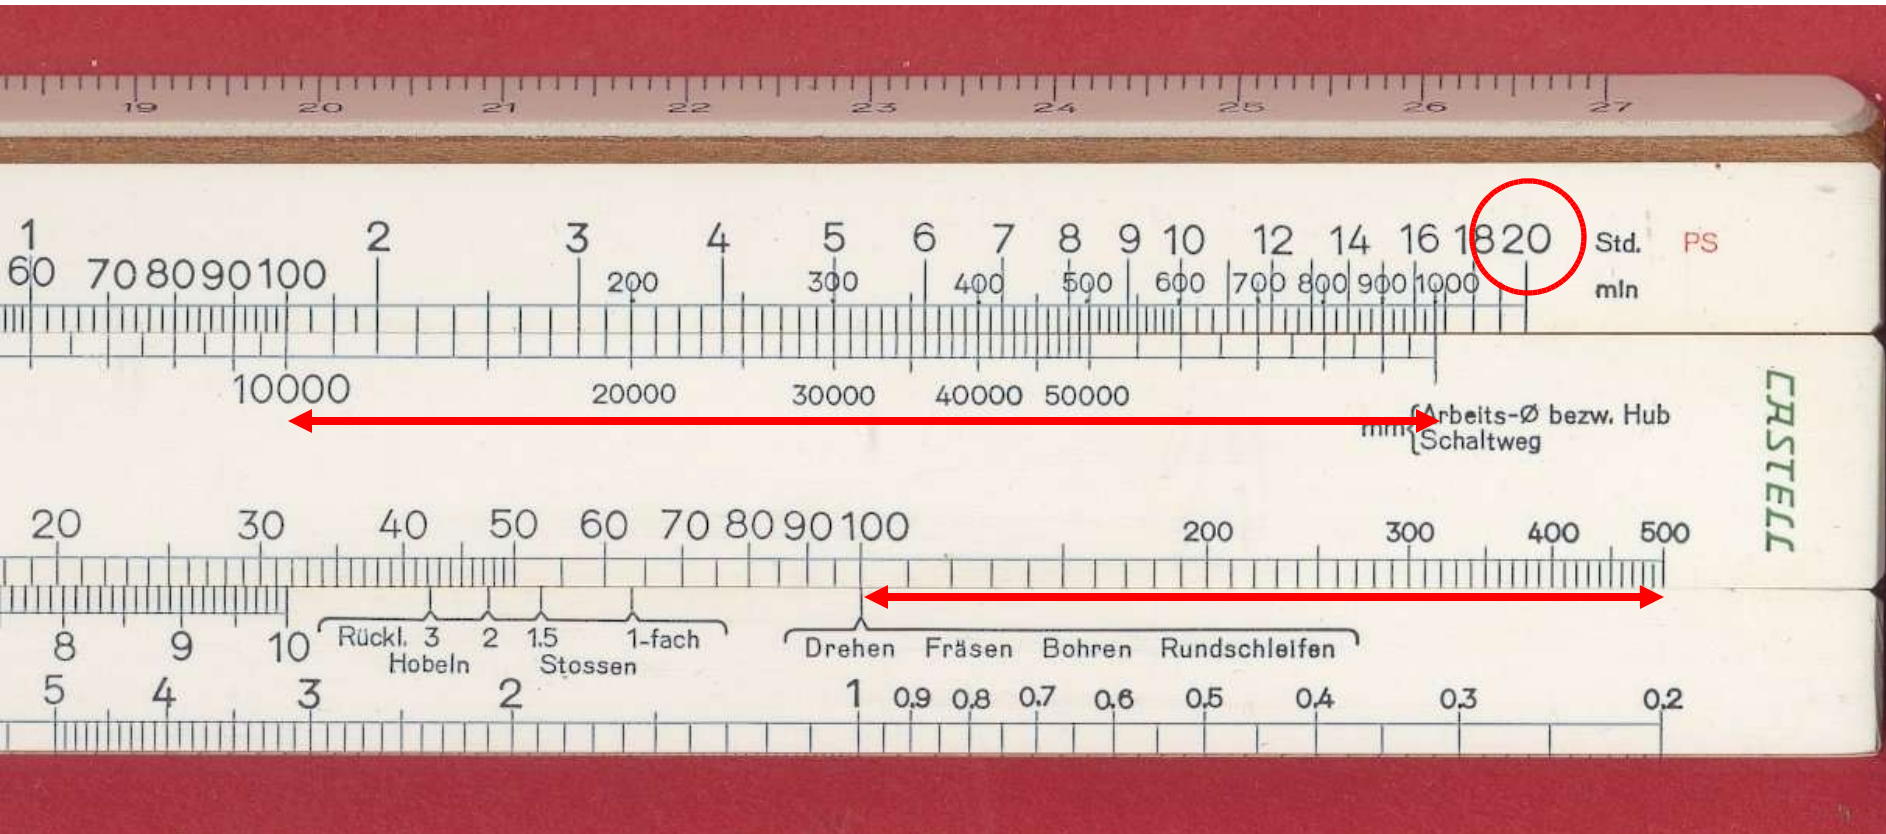 19 20 21 22 23 24 25 26 27
1 2 3 4 5 6 7 8 9 10 12 14 16 18 20 Std. PS
60 70 80 90 100 200 300 400 500 600 700 800 900 1000 min
10000 20000 30000 40000 50000
mm { Arbeits-Ø bezw. Hub
Schaltweg
CASTELL
20 30 40 50 60 70 80 90 100 200 300 400 500
8 9 10 Rückl. 3 2 1.5 1-fach Drehen Fräsen Bohren Rundschleifen
Hobeln Stossen
5 4 3 2 1 0,9 0,8 0,7 0,6 0,5 0,4 0,3 0,2